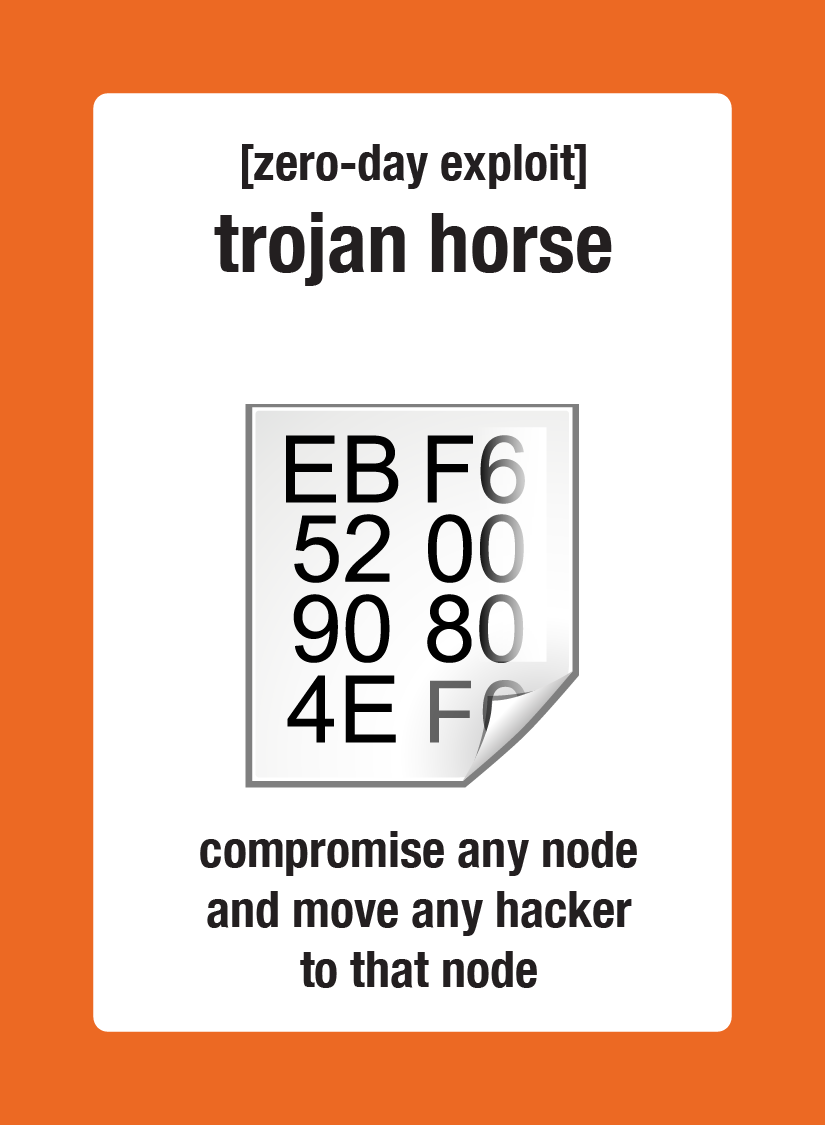 [zero-day exploit]
trojan horse
EB F6
52 00
90 80
4E F
compromise any node
and move any hacker
to that node